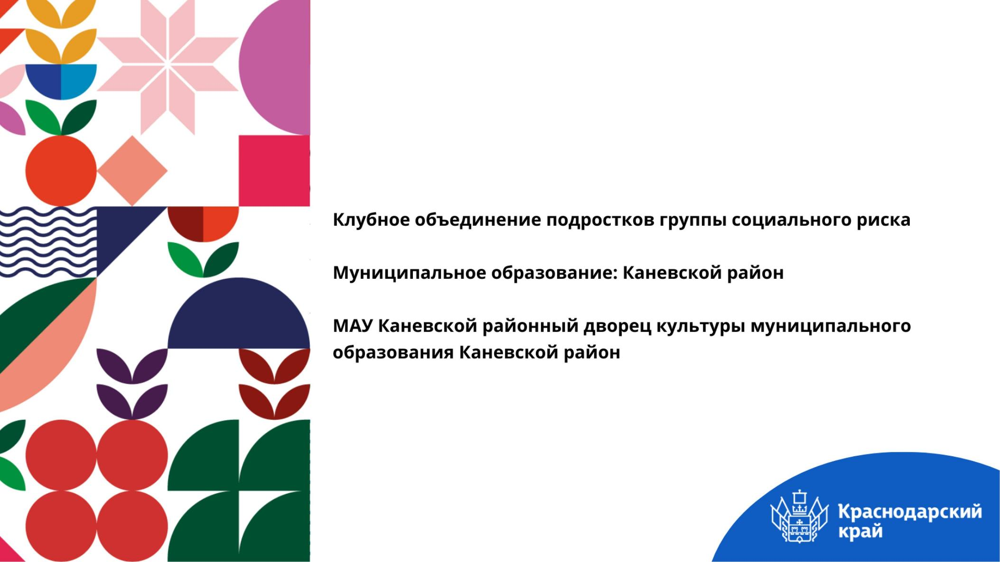 Клубное объединение подростков группы социального риска
Муниципальное образование: Каневской район
МАУ Каневской районный дворец культуры муниципального
образования Каневской район
Краснодарский
край